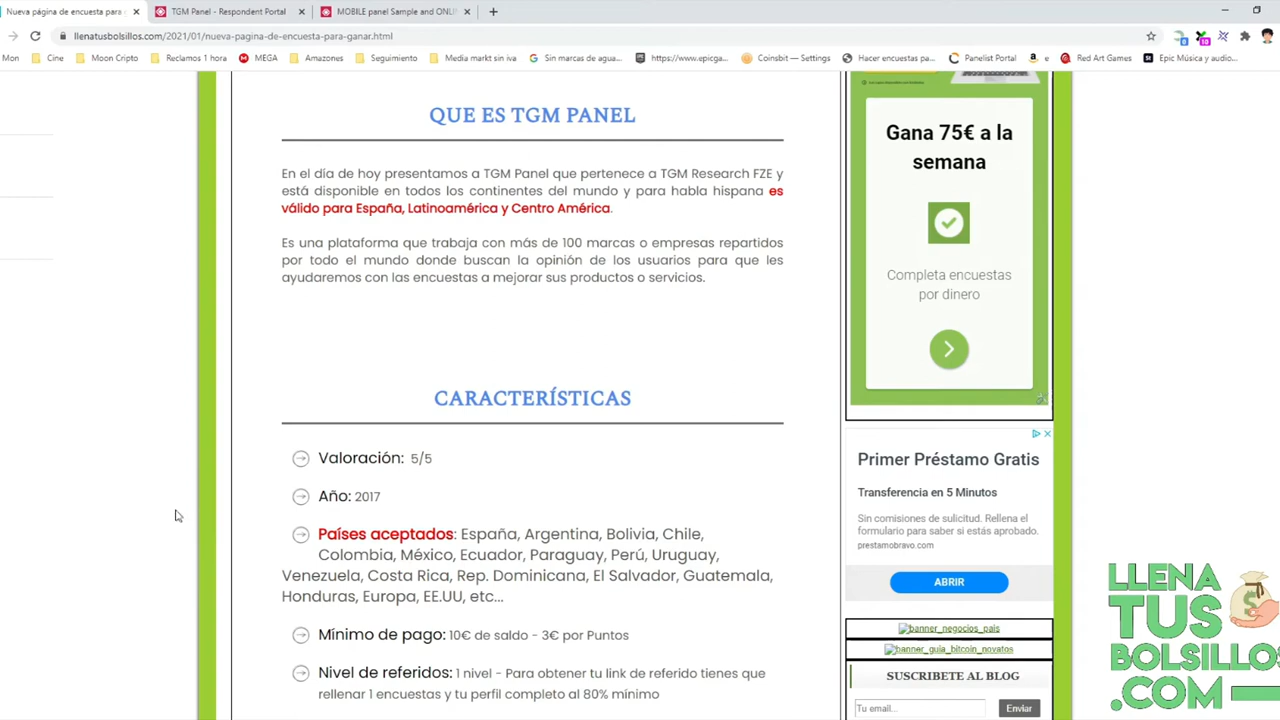 Nueva página de encuesta para
TGM Panel - Respondent Portal
MOBILE panel Sample and ONLI
llenatusbolsillos.com/2021/01/nueva-pagina-de-encuesta-para-ganar.html
Mon
Cine
Moon Cripto
Reclamos 1 hora
MEGA
Amazones
Seguimiento
Media markt sin iva
Sin marcas de agua...
https://www.epicga...
Coinsbit — Settings
Hacer encuestas pa...
Panelist Portal
e
Red Art Games
Epic Música y audio...
QUE ES TGM PANEL
En el día de hoy presentamos a TGM Panel que pertenece a TGM Research FZE y
está disponible en todos los continentes del mundo y para habla hispana es
válido para España, Latinoamérica y Centro América.
Es una plataforma que trabaja con más de 100 marcas o empresas repartidos
por todo el mundo donde buscan la opinión de los usuarios para que les
ayudaremos con las encuestas a mejorar sus productos o servicios.
CARACTERÍSTICAS
Valoración: 5/5
Año: 2017
Países aceptados: España, Argentina, Bolivia, Chile,
Colombia, México, Ecuador, Paraguay, Perú, Uruguay,
Venezuela, Costa Rica, Rep. Dominicana, El Salvador, Guatemala,
Honduras, Europa, EE.UU, etc...
Mínimo de pago: 10€ de saldo - 3€ por Puntos
Nivel de referidos: 1 nivel - Para obtener tu link de referido tienes que
rellenar 1 encuestas y tu perfil completo al 80% mínimo
Gana 75€ a la
semana
Completa encuestas
por dinero
Primer Préstamo Gratis
Transferencia en 5 Minutos
Sin comisiones de sulicitud. Rellena el
formulario para saber si estás aprobado.
prestamobravo.com
ABRIR
banner_negocios_pais
banner_guia_bitcoin_novatos
SUSCRIBETE AL BLOG
Tu email...
Enviar
LLENA
TUS
BOLSILLOS
.COM